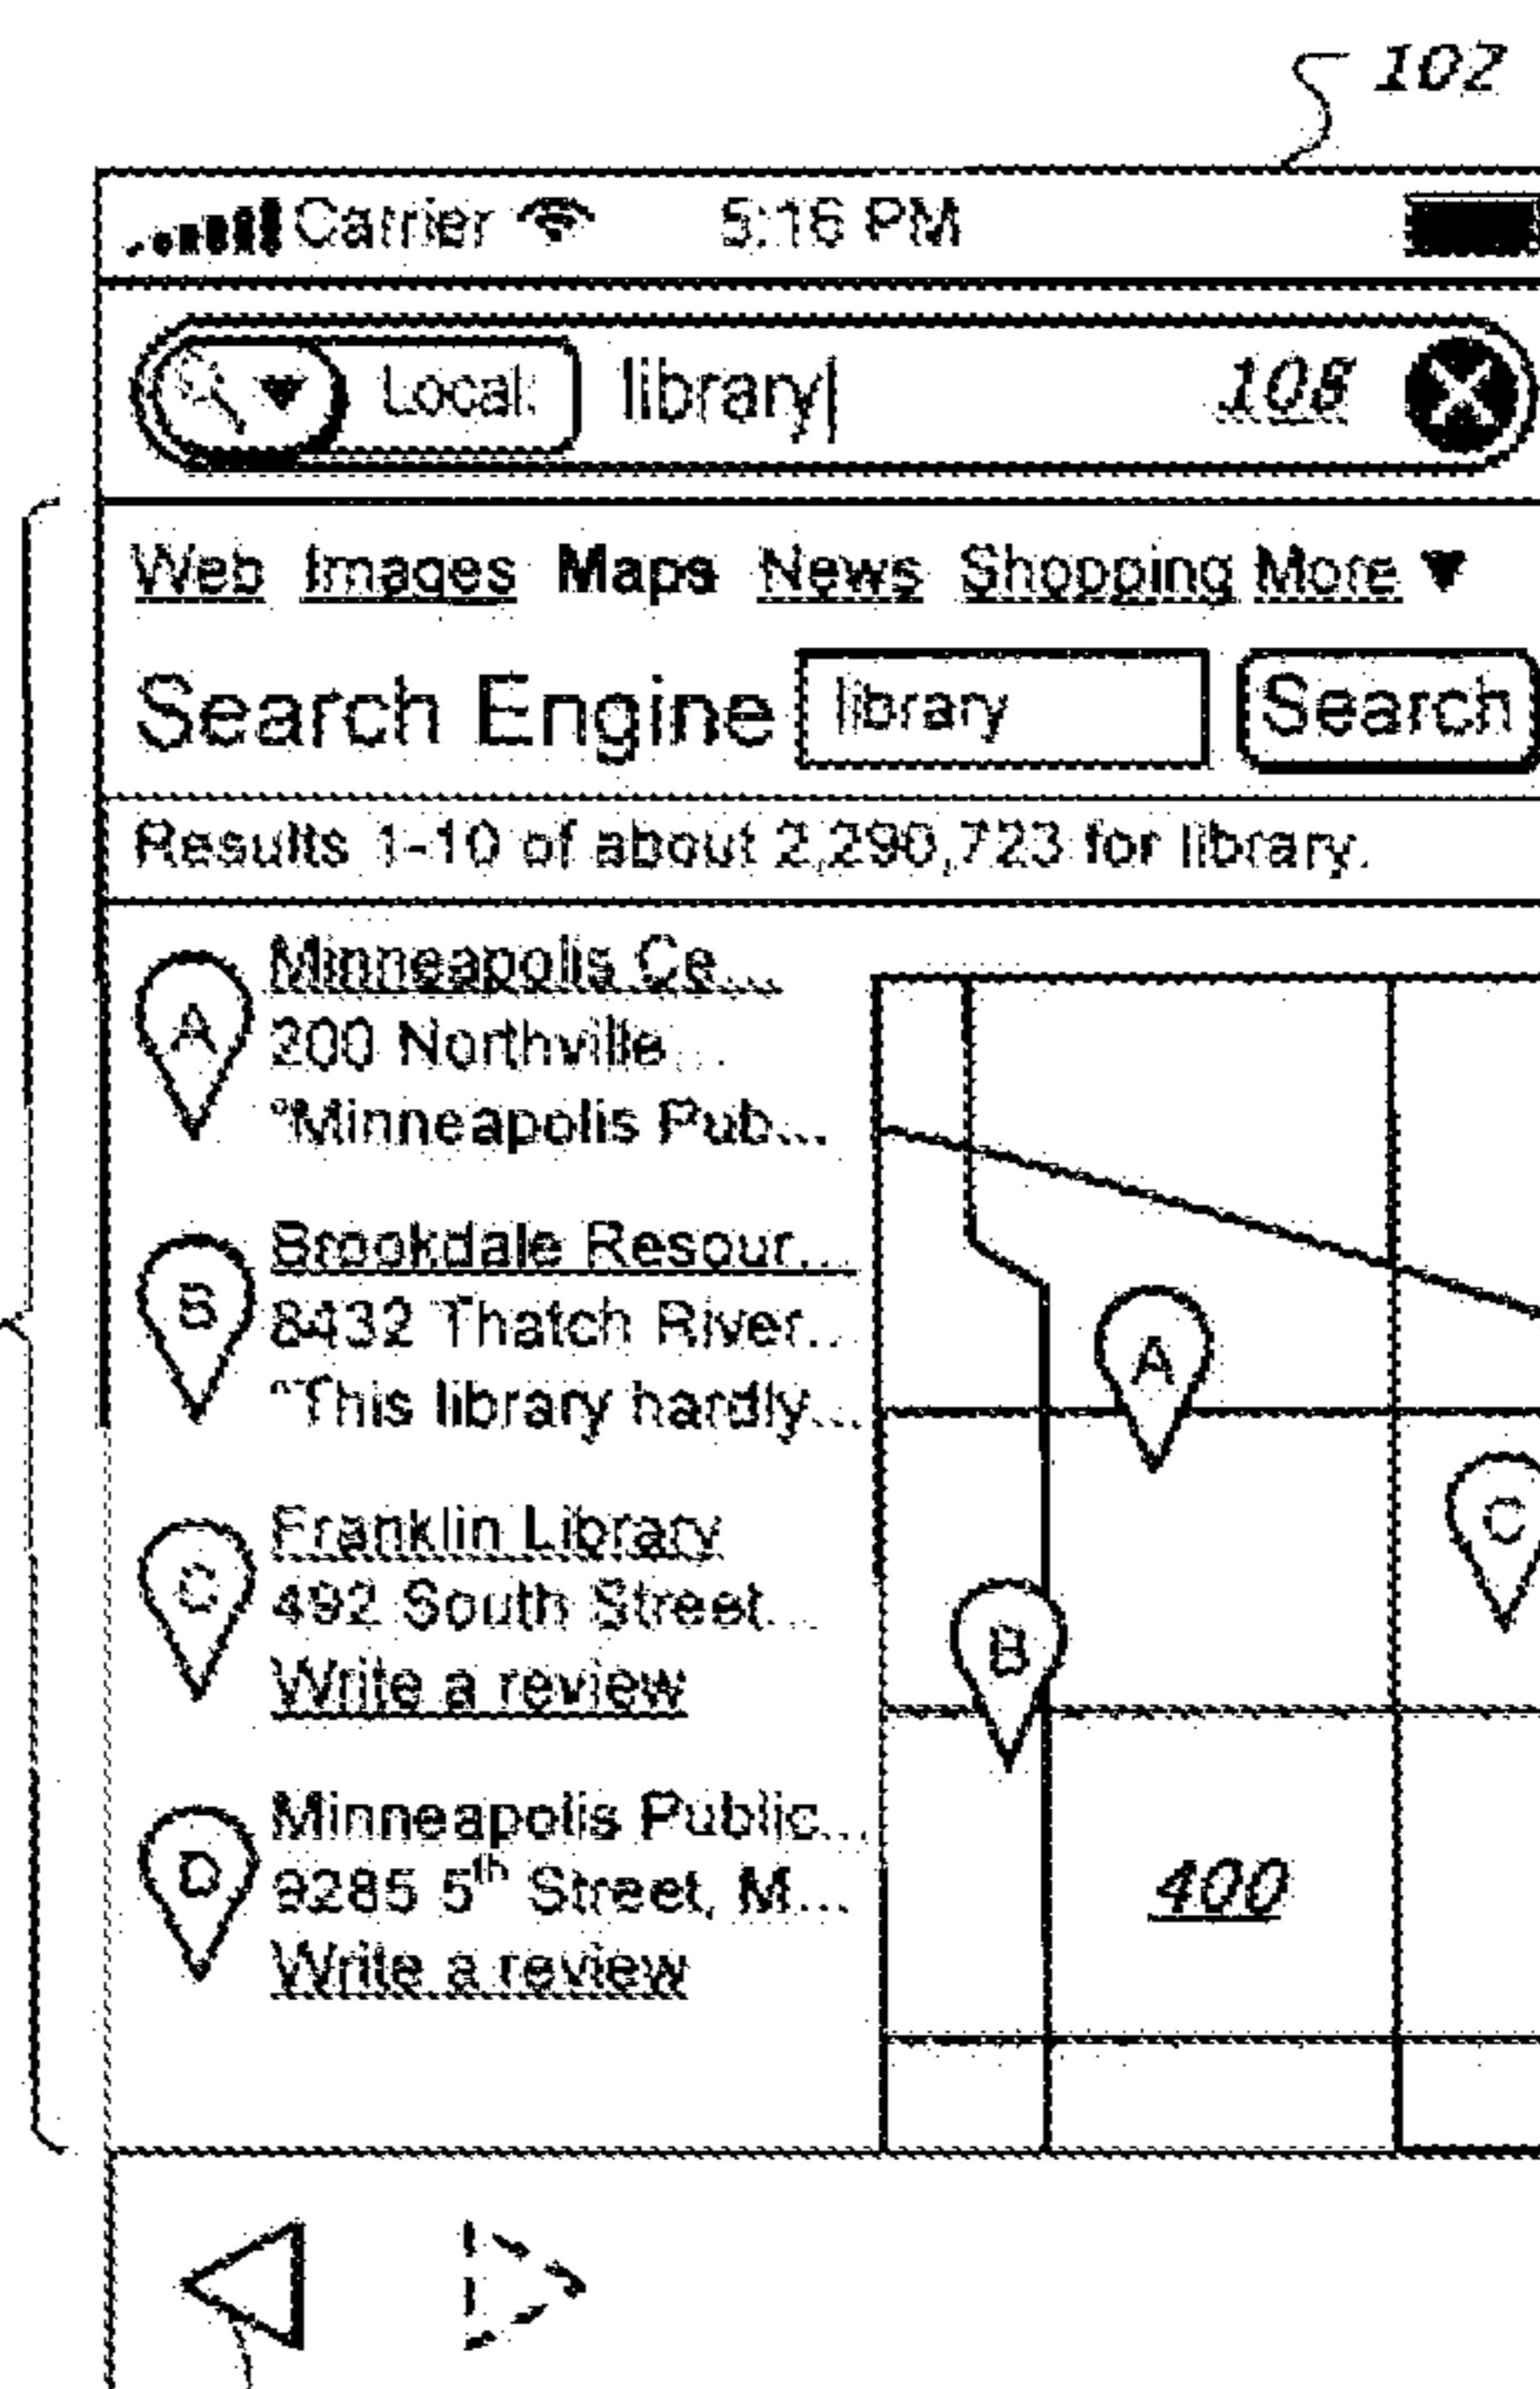 102
Carrier 5:16 PM
Local: library 108
Web Images Maps News Shopping More
Search Engine library Search
Results 1-10 of about 2,290,723 for library.
A Minneapolis Ce...
200 Northville...
"Minneapolis Pub...
B Brookdale Resour...
8432 Thatch River...
"This library hardly...
C Franklin Library
492 South Street...
Write a review
D Minneapolis Public...
9285 5th Street, M...
Write a review
A
C
B
400